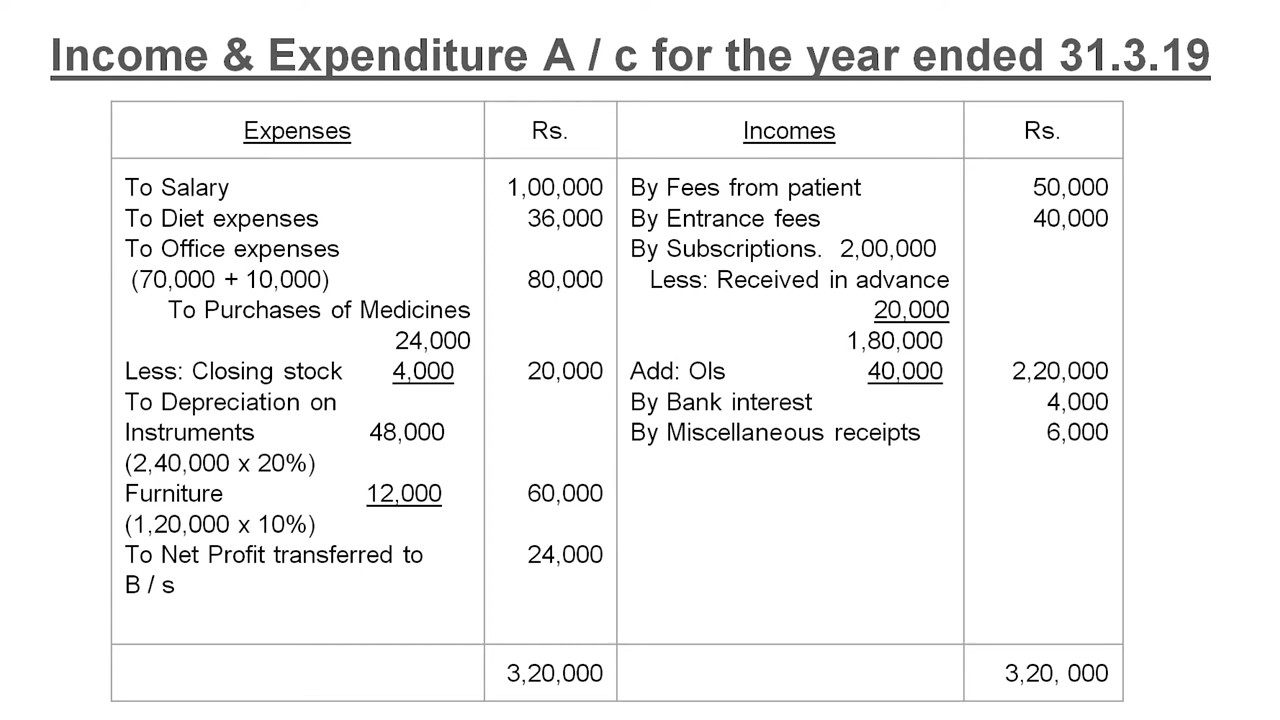 Income & Expenditure A / c for the year ended 31.3.19
Expenses Rs. Incomes Rs.
To Salary 1,00,000 By Fees from patient 50,000
To Diet expenses 36,000 By Entrance fees 40,000
To Office expenses By Subscriptions. 2,00,000
(70,000 + 10,000) 80,000 Less: Received in advance
To Purchases of Medicines 20,000
24,000 1,80,000
Less: Closing stock 4,000 20,000 Add: OIs 40,000 2,20,000
To Depreciation on By Bank interest 4,000
Instruments 48,000 By Miscellaneous receipts 6,000
(2,40,000 x 20%)
Furniture 12,000 60,000
(1,20,000 x 10%)
To Net Profit transferred to 24,000
B / s
3,20,000 3,20, 000